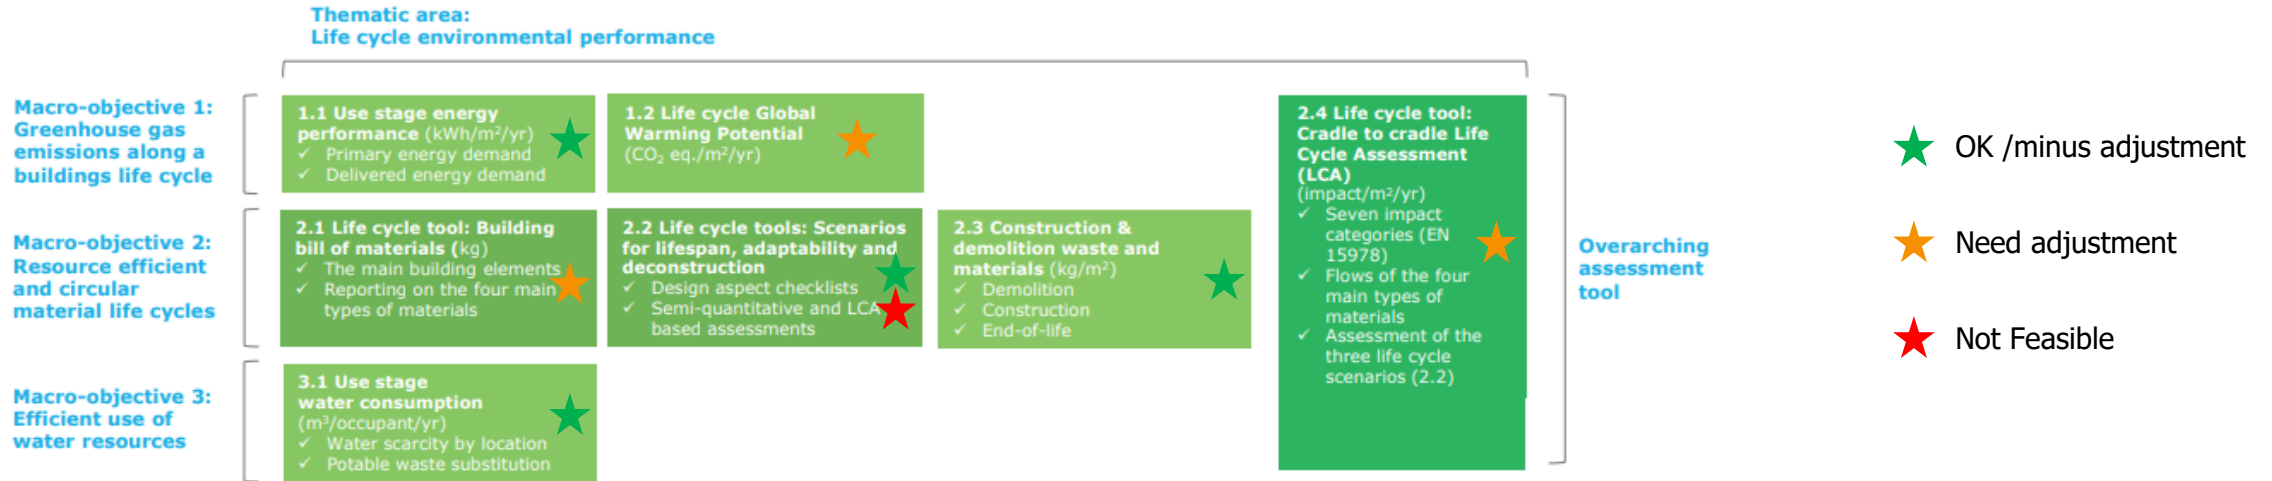 Thematic area:
Life cycle environmental performance
Macro-objective 1:
Greenhouse gas
emissions along a
buildings life cycle
1.1 Use stage energy
performance (kWh/m²/yr)
✓ Primary energy demand
✓ Delivered energy demand
1.2 Life cycle Global
Warming Potential
(CO₂ eq./m²/yr)
Macro-objective 2:
Resource efficient
and circular
material life cycles
2.1 Life cycle tool: Building
bill of materials (kg)
✓ The main building elements
✓ Reporting on the four main
types of materials
2.2 Life cycle tools: Scenarios
for lifespan, adaptability and
deconstruction
✓ Design aspect checklists
✓ Semi-quantitative and LCA
based assessments
2.3 Construction &
demolition waste and
materials (kg/m²)
✓ Demolition
✓ Construction
✓ End-of-life
Macro-objective 3:
Efficient use of
water resources
3.1 Use stage
water consumption
(m³/occupant/yr)
✓ Water scarcity by location
✓ Potable waste substitution
2.4 Life cycle tool:
Cradle to cradle Life
Cycle Assessment
(LCA)
(impact/m²/yr)
✓ Seven impact
categories (EN
15978)
✓ Flows of the four
main types of
materials
✓ Assessment of the
three life cycle
scenarios (2.2)
Overarching
assessment
tool
OK /minus adjustment
Need adjustment
Not Feasible